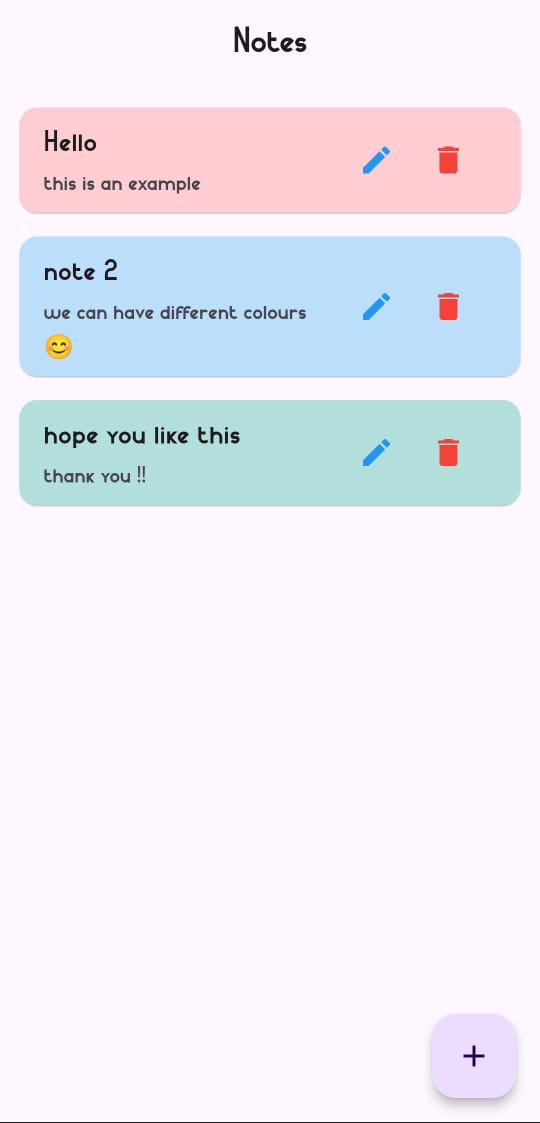 Notes
Hello
this is an example
note 2
we can have different colours
😊
hope you like this
thank you !!